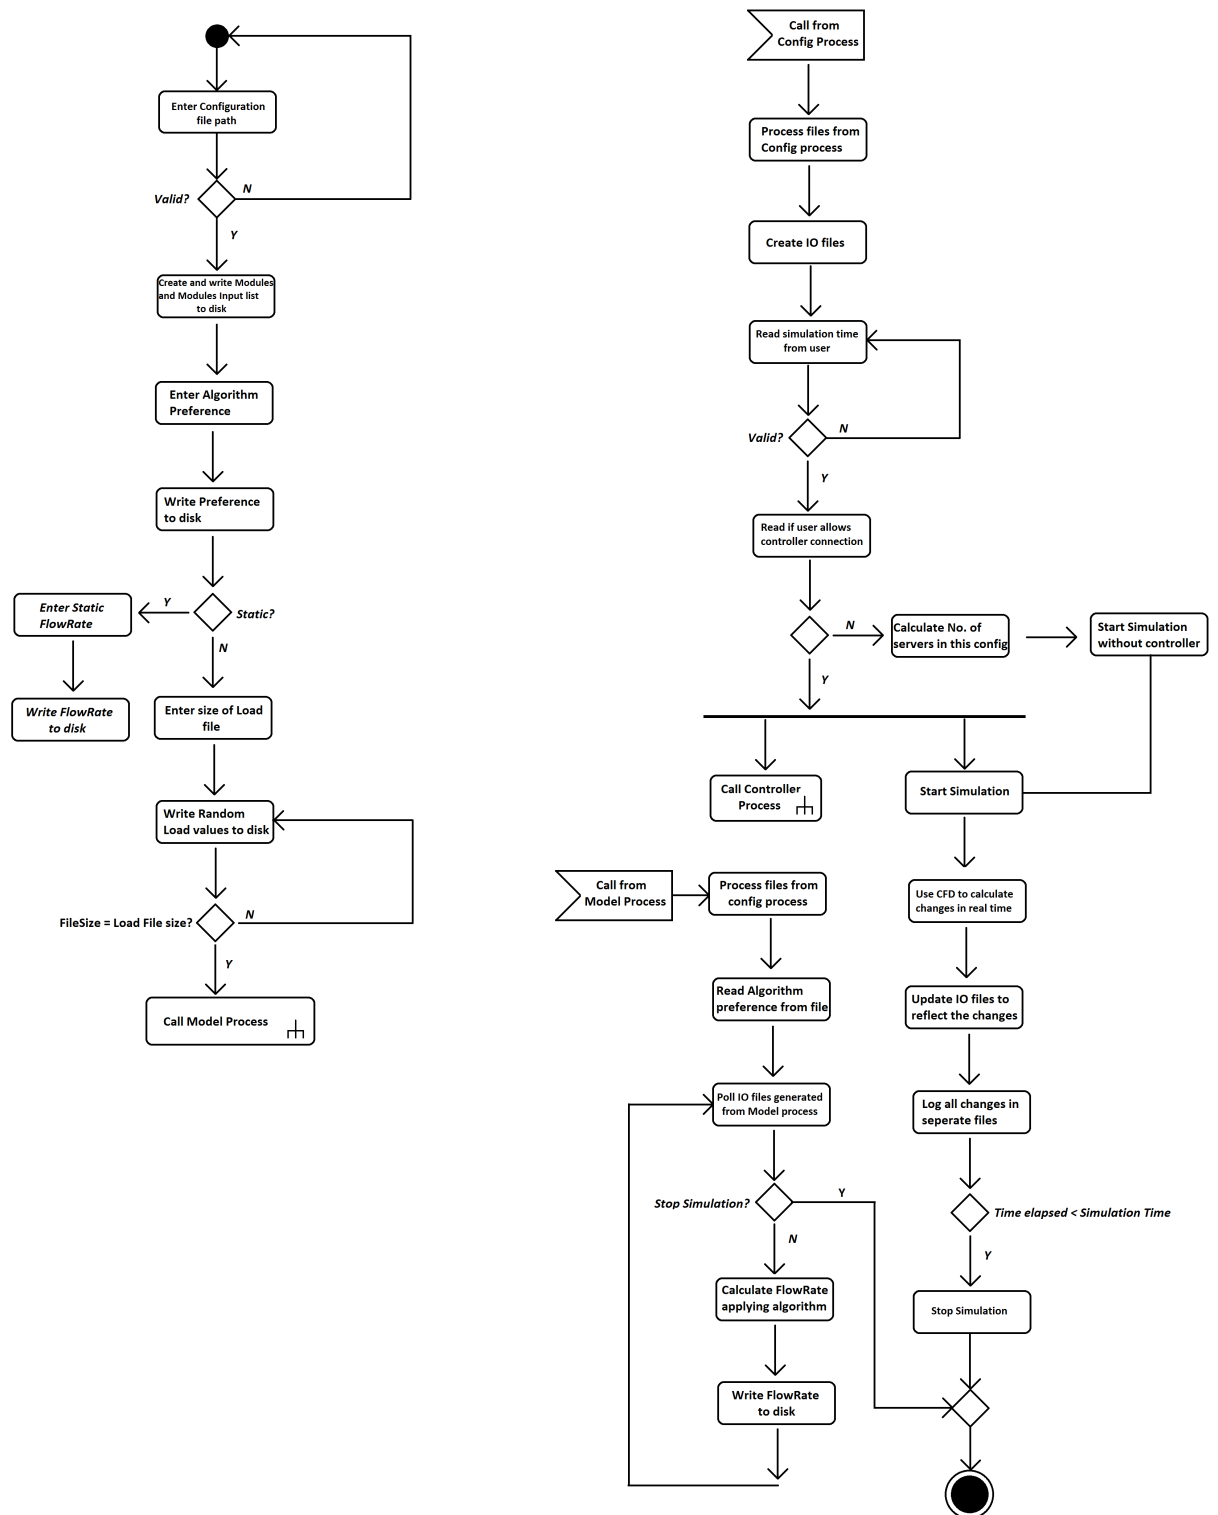 Enter Configuration
file path
Valid?
N
Y
Create and write Modules
and Modules Input list
to disk
Enter Algorithm
Preference
Write Preference
to disk
Static?
Y
N
Enter Static
FlowRate
Write FlowRate
to disk
Enter size of Load
file
Write Random
Load values to disk
FileSize = Load File size?
N
Y
Call Model Process
Call from
Config Process
Process files from
Config process
Create IO files
Read simulation time
from user
Valid?
N
Y
Read if user allows
controller connection
N
Y
Calculate No. of
servers in this config
Start Simulation
without controller
Call Controller
Process
Start Simulation
Use CFD to calculate
changes in real time
Update IO files to
reflect the changes
Log all changes in
seperate files
Time elapsed < Simulation Time
Y
Stop Simulation
Call from
Model Process
Process files from
config process
Read Algorithm
preference from file
Poll IO files generated
from Model process
Stop Simulation?
Y
N
Calculate FlowRate
applying algorithm
Write FlowRate
to disk